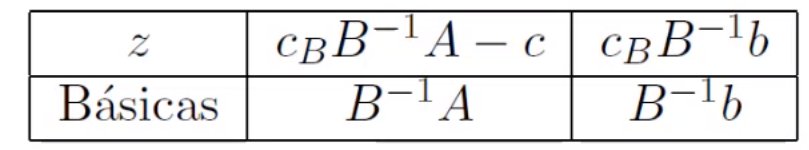 z c_B B^{-1} A − c c_B B^{-1} b
Básicas B^{-1} A B^{-1} b